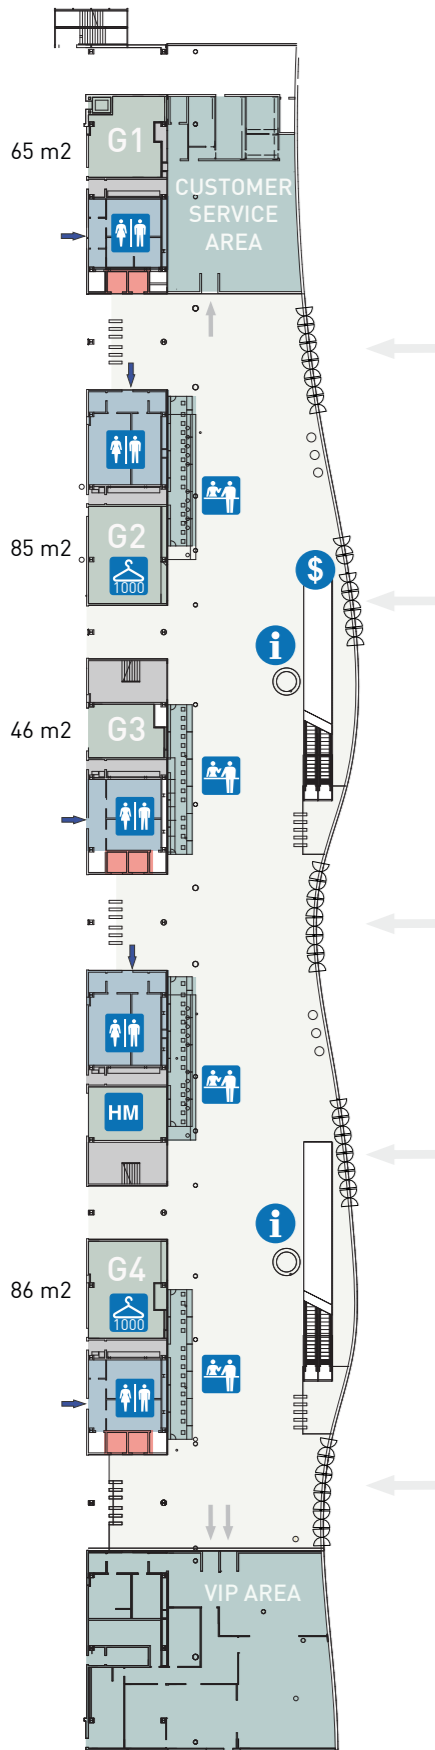 G1
65 m2
CUSTOMER
SERVICE
AREA
G2
85 m2
1000
$
i
G3
46 m2
HM
i
G4
86 m2
1000
VIP AREA